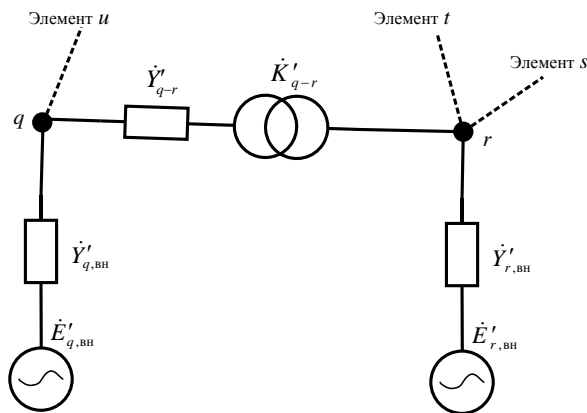 Элемент u
Элемент t
Элемент s
Ẏ′q−r
K̇′q−r
q
r
Ẏ′q,вн
Ẏ′r,вн
Ė′q,вн
Ė′r,вн